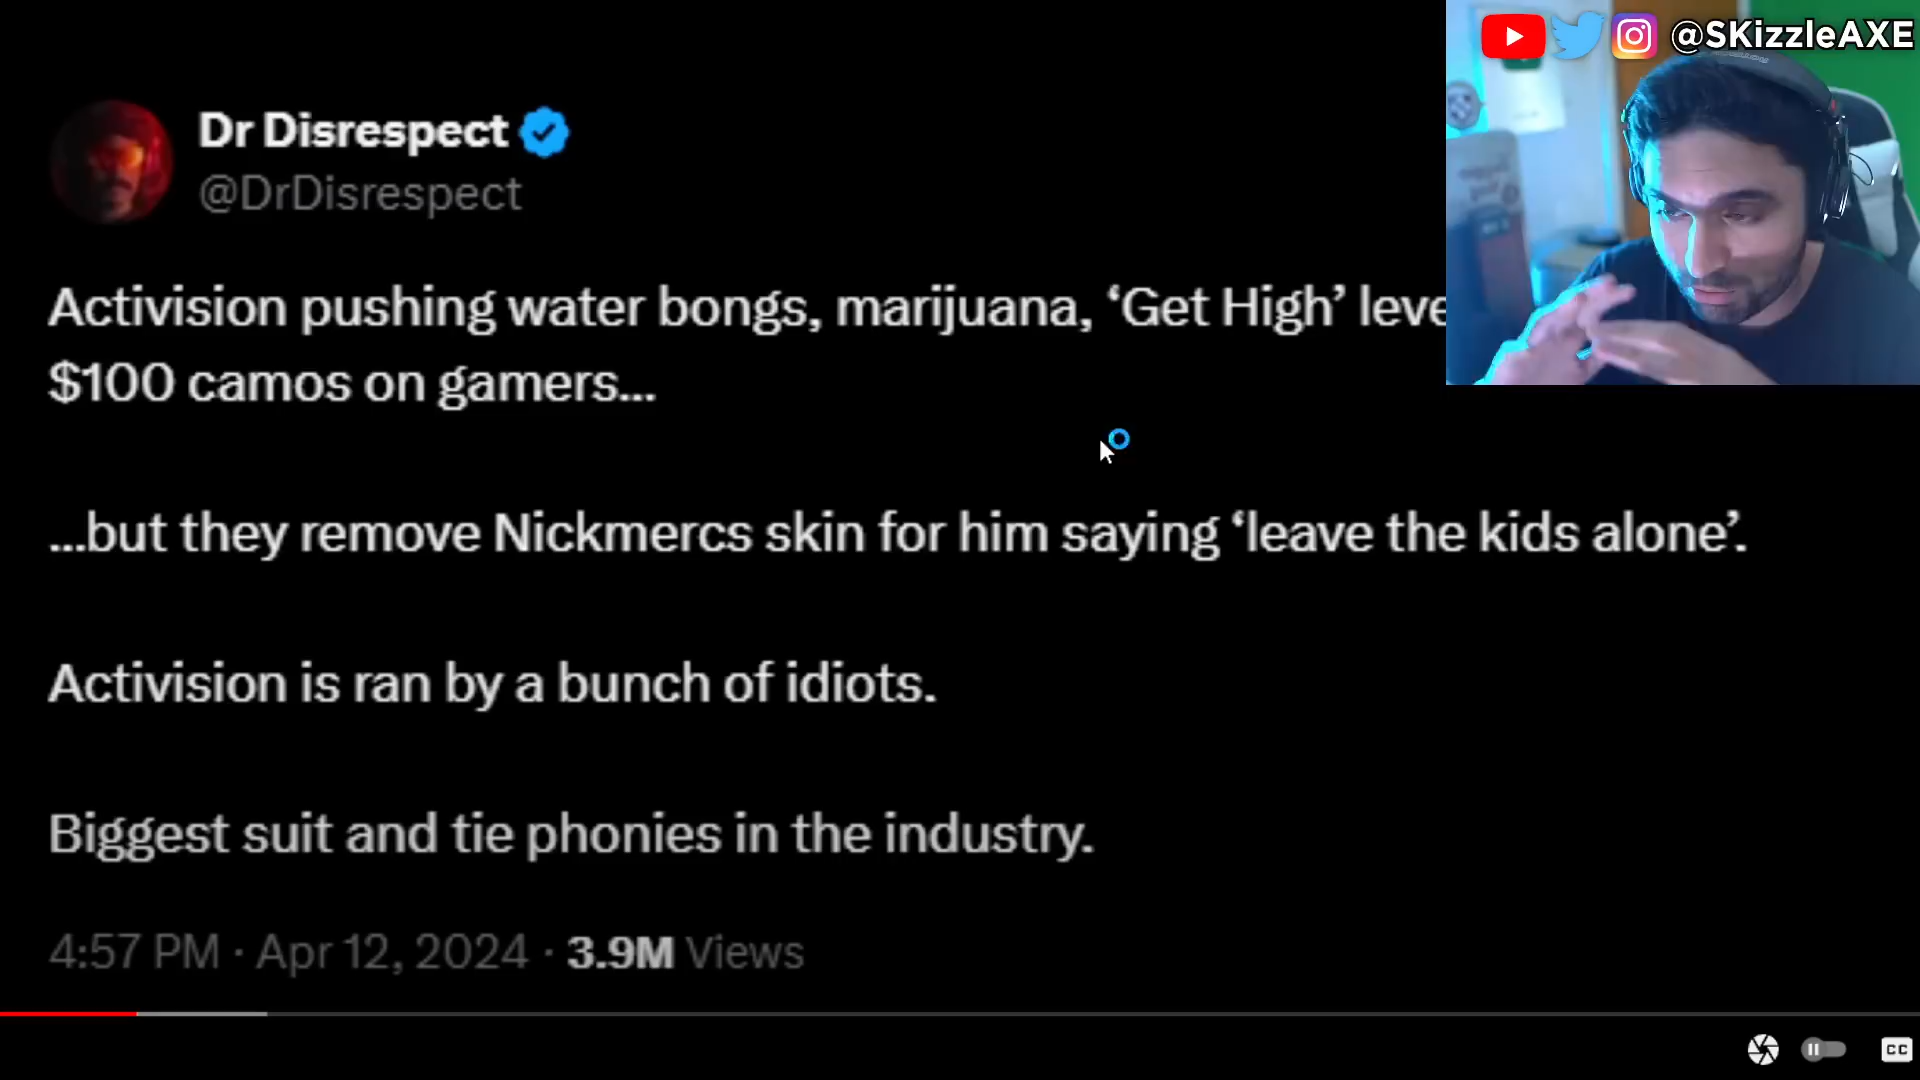 @SKizzleAXE
Dr Disrespect
@DrDisrespect
Activision pushing water bongs, marijuana, ‘Get High’ leve
$100 camos on gamers...
...but they remove Nickmercs skin for him saying ‘leave the kids alone’.
Activision is ran by a bunch of idiots.
Biggest suit and tie phonies in the industry.
4:57 PM · Apr 12, 2024 · 3.9M Views
CC